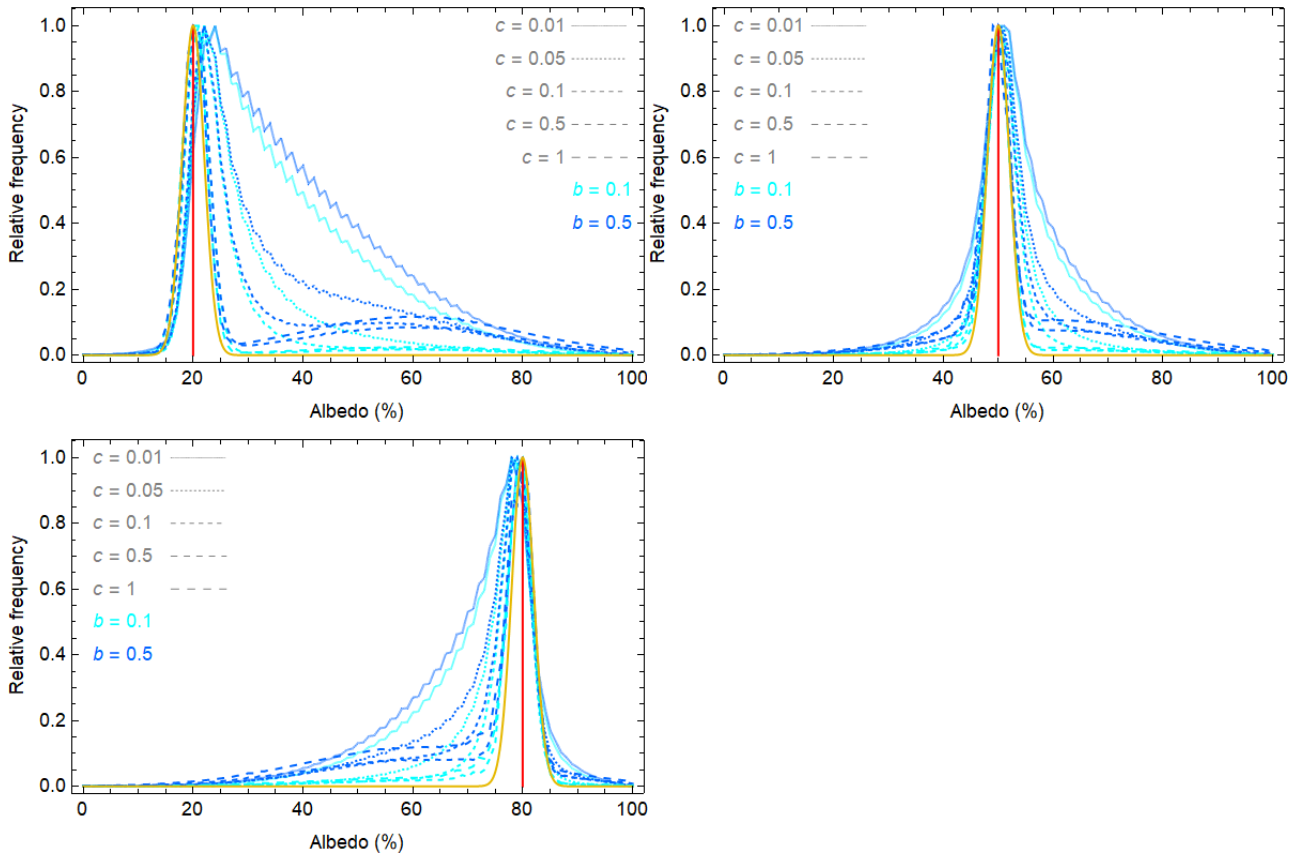 Relative frequency
1.0
0.8
0.6
0.4
0.2
0.0
c = 0.01
c = 0.05
c = 0.1
c = 0.5
c = 1
b = 0.1
b = 0.5
0 20 40 60 80 100
Albedo (%)
Relative frequency
1.0
0.8
0.6
0.4
0.2
0.0
c = 0.01
c = 0.05
c = 0.1
c = 0.5
c = 1
b = 0.1
b = 0.5
0 20 40 60 80 100
Albedo (%)
Relative frequency
1.0
0.8
0.6
0.4
0.2
0.0
c = 0.01
c = 0.05
c = 0.1
c = 0.5
c = 1
b = 0.1
b = 0.5
0 20 40 60 80 100
Albedo (%)